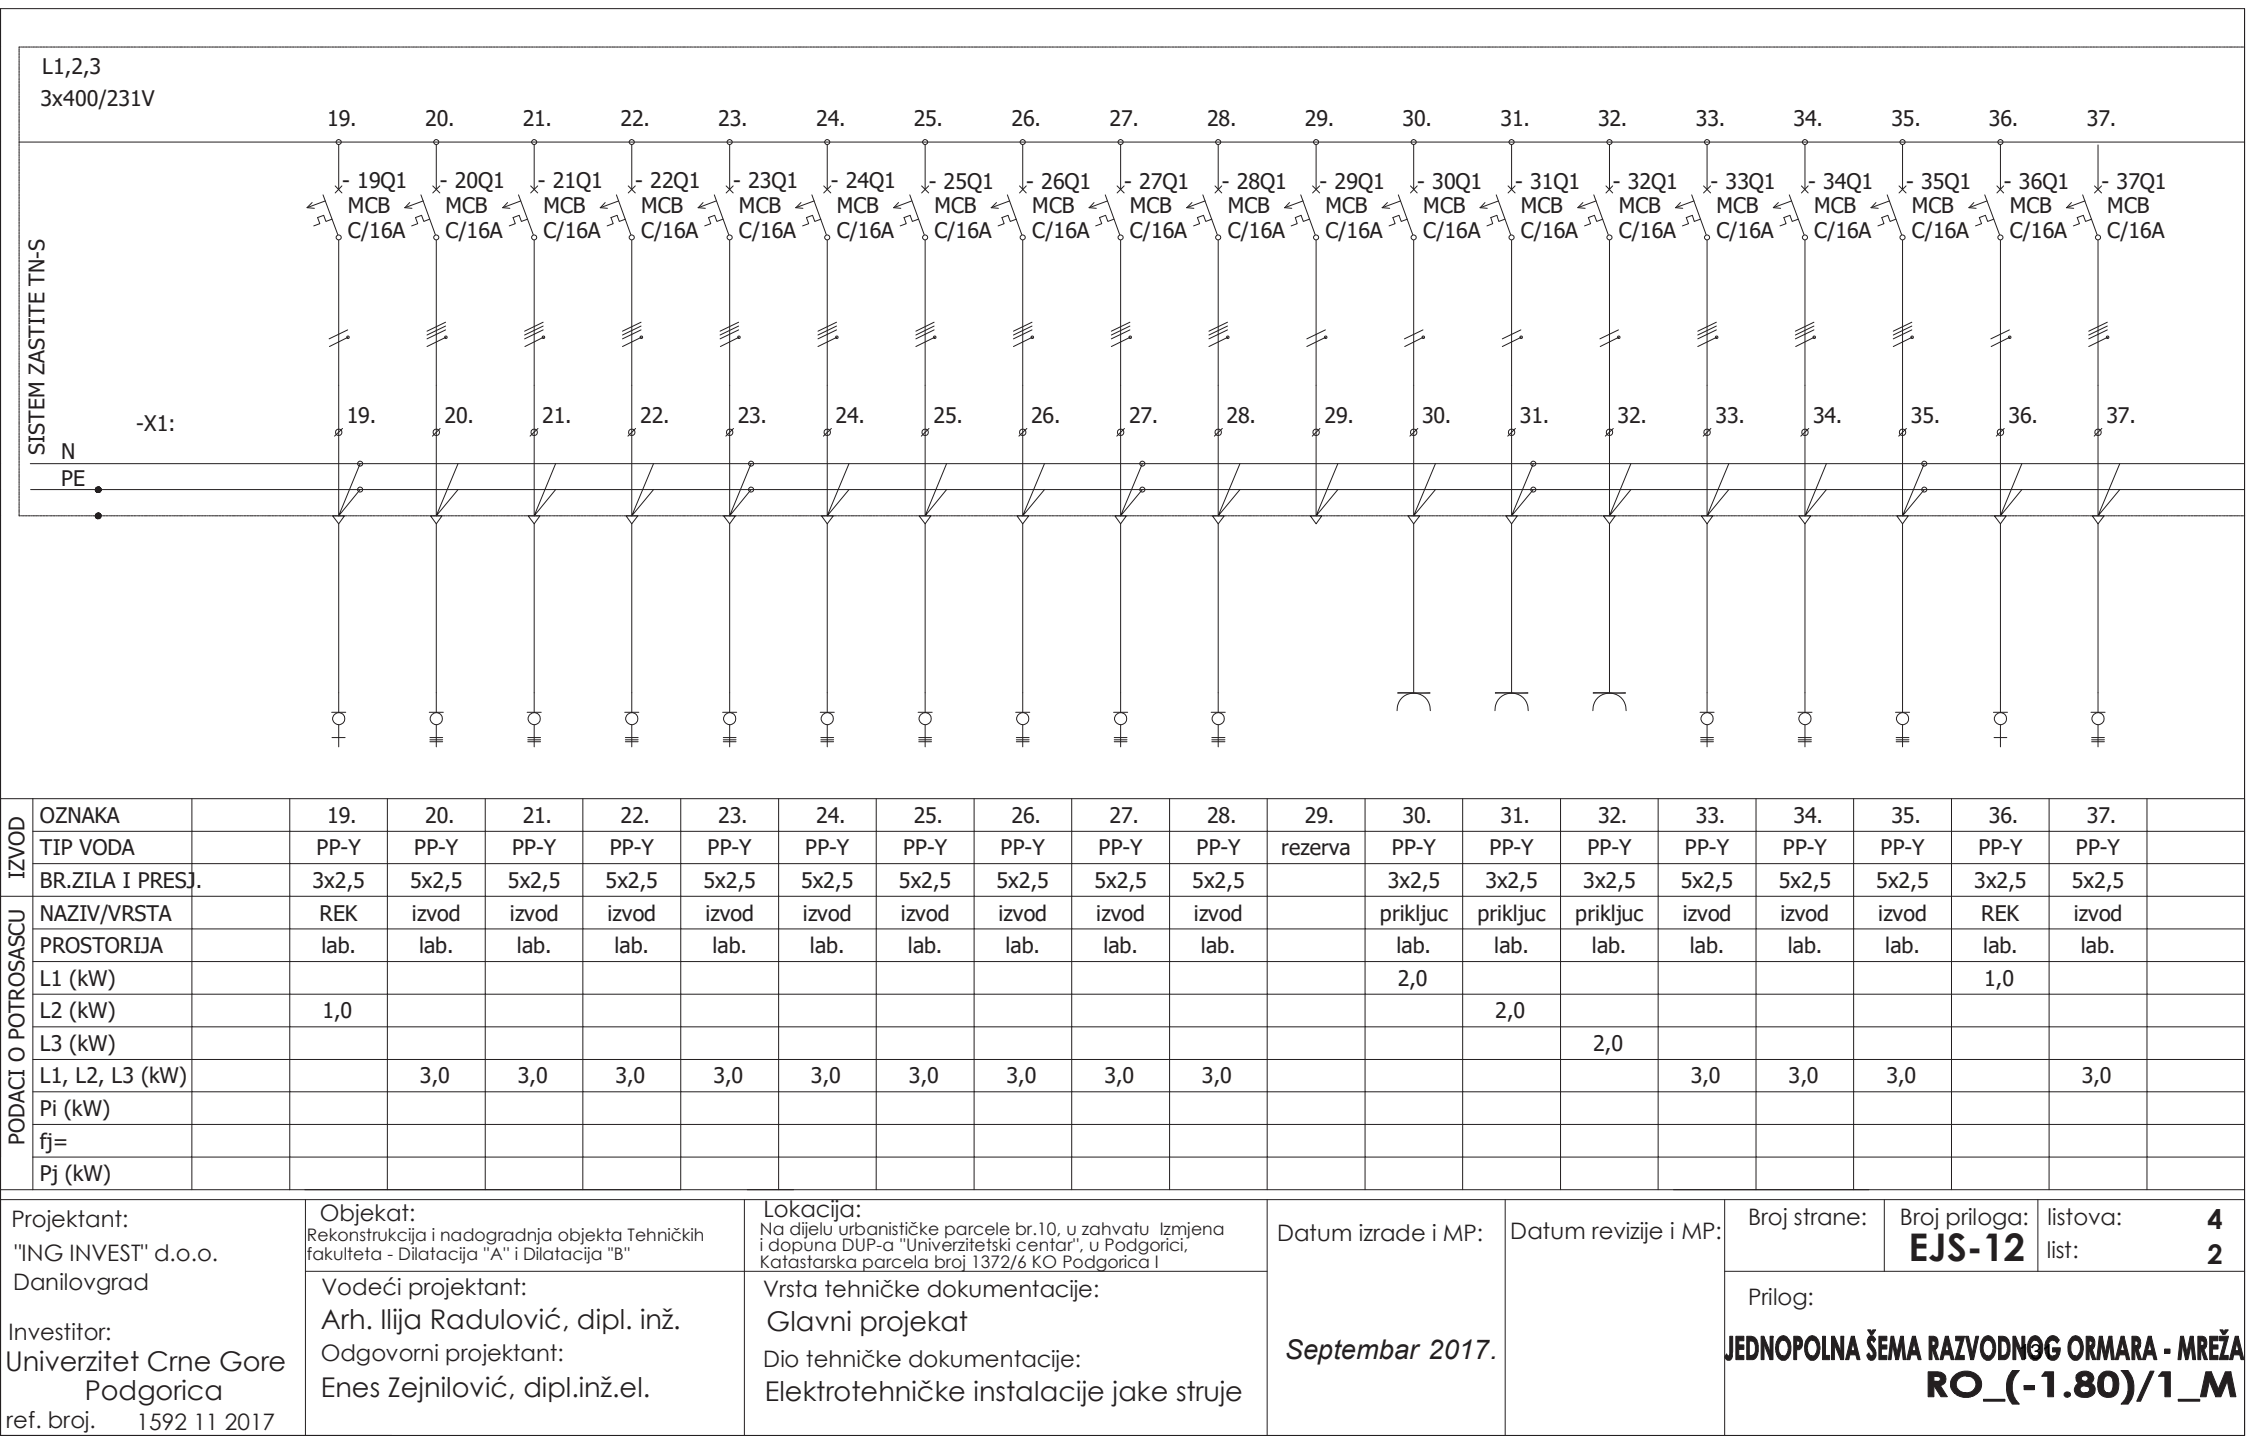 L1,2,3
3x400/231V
19. 20. 21. 22. 23. 24. 25. 26. 27. 28. 29. 30. 31. 32. 33. 34. 35. 36. 37.
- 19Q1 - 20Q1 - 21Q1 - 22Q1 - 23Q1 - 24Q1 - 25Q1 - 26Q1 - 27Q1 - 28Q1 - 29Q1 - 30Q1 - 31Q1 - 32Q1 - 33Q1 - 34Q1 - 35Q1 - 36Q1 - 37Q1
MCB MCB MCB MCB MCB MCB MCB MCB MCB MCB MCB MCB MCB MCB MCB MCB MCB MCB MCB
C/16A C/16A C/16A C/16A C/16A C/16A C/16A C/16A C/16A C/16A C/16A C/16A C/16A C/16A C/16A C/16A C/16A C/16A C/16A
SISTEM ZASTITE TN-S
-X1: 19. 20. 21. 22. 23. 24. 25. 26. 27. 28. 29. 30. 31. 32. 33. 34. 35. 36. 37.
N
PE
IZVOD
OZNAKA 19. 20. 21. 22. 23. 24. 25. 26. 27. 28. 29. 30. 31. 32. 33. 34. 35. 36. 37.
TIP VODA PP-Y PP-Y PP-Y PP-Y PP-Y PP-Y PP-Y PP-Y PP-Y PP-Y rezerva PP-Y PP-Y PP-Y PP-Y PP-Y PP-Y PP-Y PP-Y
BR.ZILA I PRESJ. 3x2,5 5x2,5 5x2,5 5x2,5 5x2,5 5x2,5 5x2,5 5x2,5 5x2,5 5x2,5 3x2,5 3x2,5 3x2,5 5x2,5 5x2,5 5x2,5 3x2,5 5x2,5
PODACI O POTROSASCU
NAZIV/VRSTA REK izvod izvod izvod izvod izvod izvod izvod izvod izvod prikljuc prikljuc prikljuc izvod izvod izvod REK izvod
PROSTORIJA lab. lab. lab. lab. lab. lab. lab. lab. lab. lab. lab. lab. lab. lab. lab. lab. lab. lab.
L1 (kW) 2,0 1,0
L2 (kW) 1,0 2,0
L3 (kW) 2,0
L1, L2, L3 (kW) 3,0 3,0 3,0 3,0 3,0 3,0 3,0 3,0 3,0 3,0 3,0 3,0 3,0
Pi (kW)
fj=
Pj (kW)
Projektant:
"ING INVEST" d.o.o.
Danilovgrad
Investitor:
Univerzitet Crne Gore
Podgorica
ref. broj. 1592 11 2017
Objekat:
Rekonstrukcija i nadogradnja objekta Tehničkih
fakulteta - Dilatacija "A" i Dilatacija "B"
Vodeći projektant:
Arh. Ilija Radulović, dipl. inž.
Odgovorni projektant:
Enes Zejnilović, dipl.inž.el.
Lokacija:
Na dijelu urbanističke parcele br.10, u zahvatu Izmjena
i dopuna DUP-a "Univerzitetski centar", u Podgorici,
Katastarska parcela broj 1372/6 KO Podgorica I
Vrsta tehničke dokumentacije:
Glavni projekat
Dio tehničke dokumentacije:
Elektrotehničke instalacije jake struje
Datum izrade i MP:
Septembar 2017.
Datum revizije i MP:
Broj strane:
Broj priloga:
EJS-12
listova: 4
list: 2
Prilog:
JEDNOPOLNA ŠEMA RAZVODNOG ORMARA - MREŽA
RO_(-1.80)/1_M